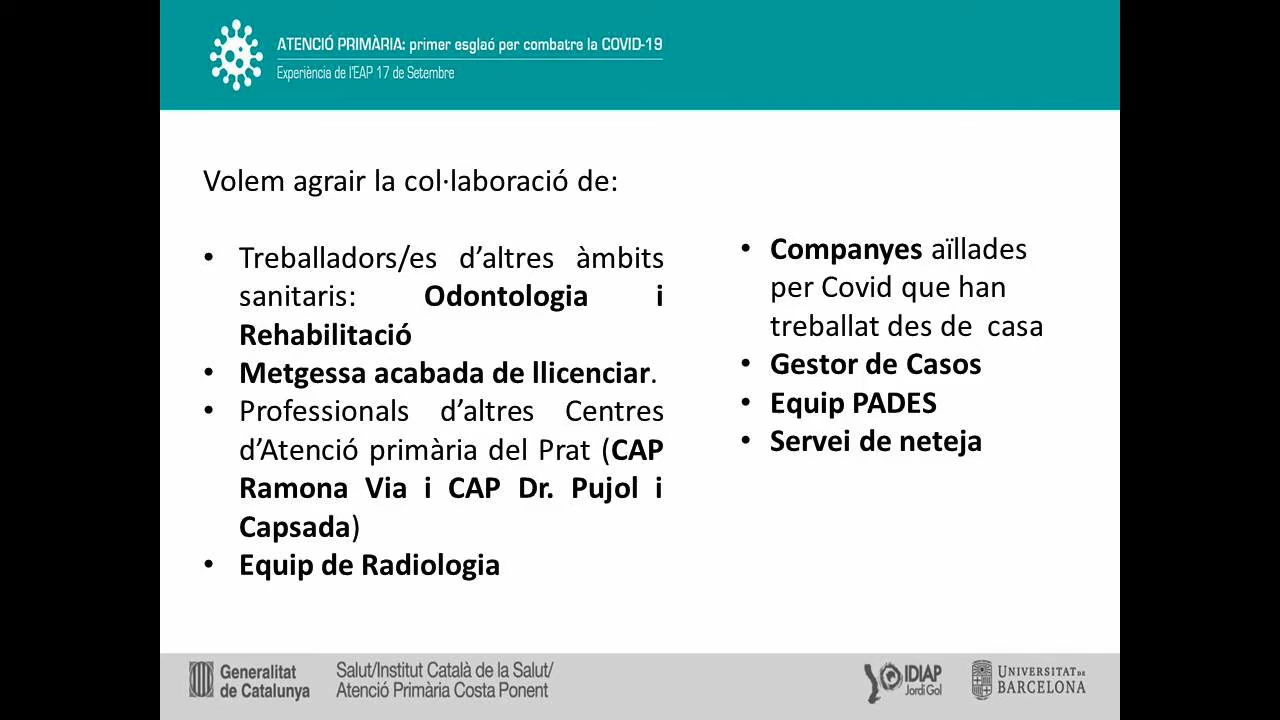 ATENCIÓ PRIMÀRIA: primer esglaó per combatre la COVID-19
Experiència de l'EAP 17 de Setembre
Volem agrair la col·laboració de:
• Treballadors/es d’altres àmbits
sanitaris: Odontologia i
Rehabilitació
• Metgessa acabada de llicenciar.
• Professionals d’altres Centres
d’Atenció primària del Prat (CAP
Ramona Via i CAP Dr. Pujol i
Capsada)
• Equip de Radiologia
• Companyes aïllades
per Covid que han
treballat des de casa
• Gestor de Casos
• Equip PADES
• Servei de neteja
Generalitat
de Catalunya
Salut/Institut Català de la Salut/
Atenció Primària Costa Ponent
IDIAP
Jordi Gol
UNIVERSITAT DE
BARCELONA